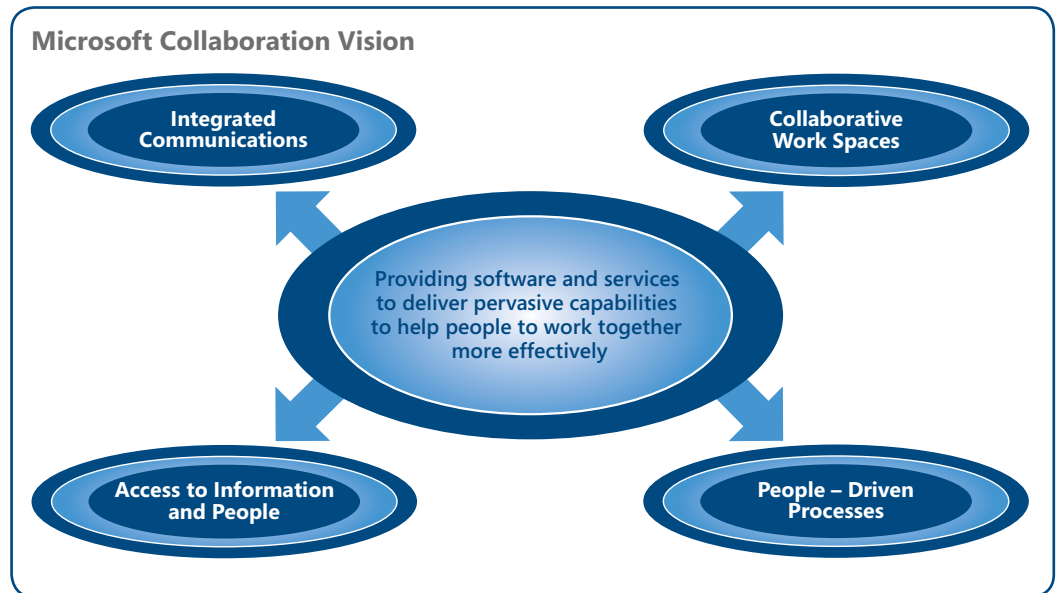 Microsoft Collaboration Vision
Integrated
Communications
Collaborative
Work Spaces
Providing software and services
to deliver pervasive capabilities
to help people to work together
more effectively
Access to Information
and People
People – Driven
Processes